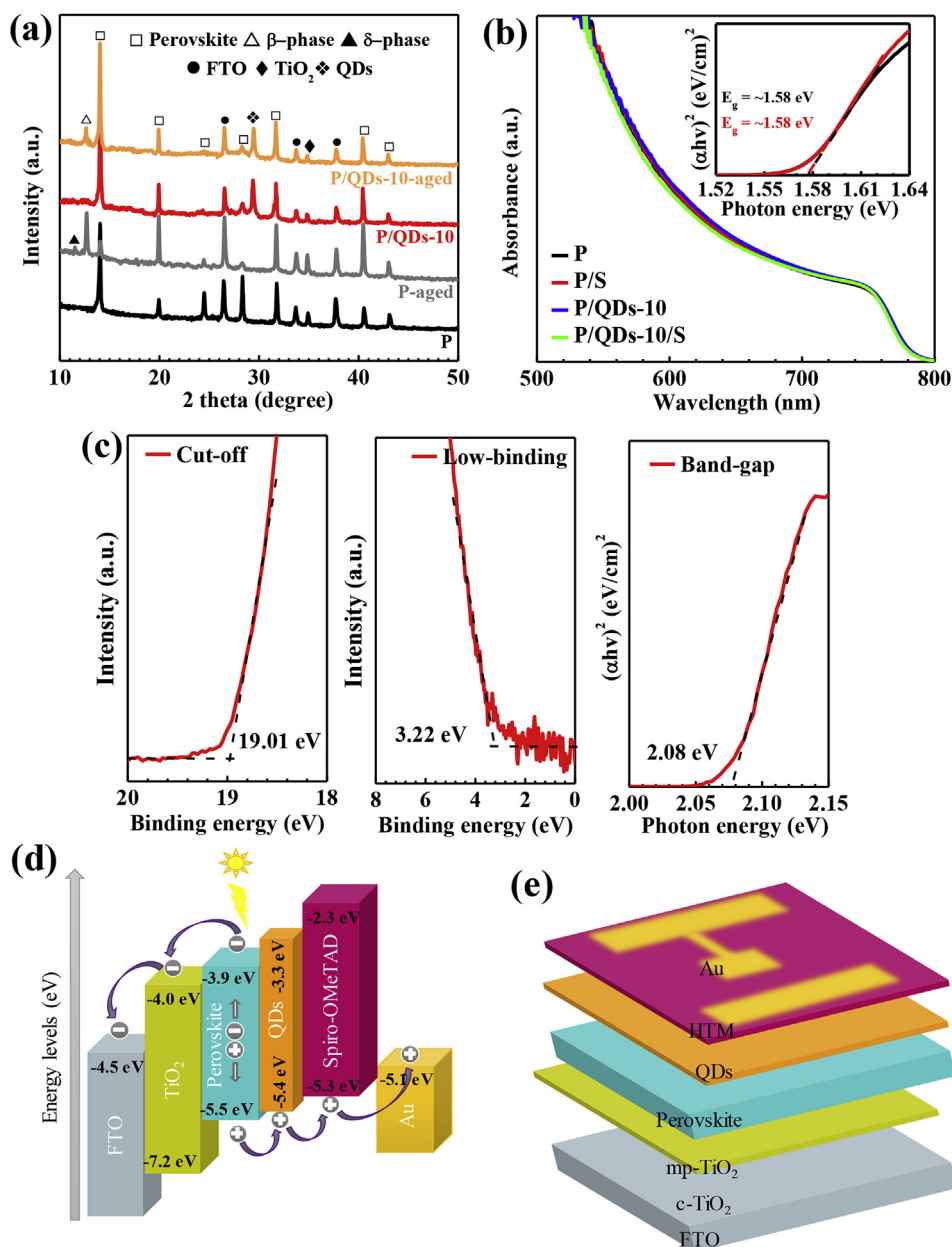 (a)
□ Perovskite △ β–phase ▲ δ–phase
● FTO ♦ TiO₂ ❖ QDs
P/QDs-10-aged
P/QDs-10
P-aged
P
Intensity (a.u.)
10 20 30 40 50
2 theta (degree)
(b)
Absorbance (a.u.)
P
P/S
P/QDs-10
P/QDs-10/S
500 600 700 800
Wavelength (nm)
(αhν)² (eV/cm)²
E_g = ~1.58 eV
E_g = ~1.58 eV
1.52 1.55 1.58 1.61 1.64
Photon energy (eV)
(c)
Cut-off
Intensity (a.u.)
19.01 eV
20 19 18
Binding energy (eV)
Low-binding
Intensity (a.u.)
3.22 eV
8 6 4 2 0
Binding energy (eV)
Band-gap
(αhν)² (eV/cm)²
2.08 eV
2.00 2.05 2.10 2.15
Photon energy (eV)
(d)
Energy levels (eV)
-4.5 eV
FTO
-4.0 eV
TiO₂
-7.2 eV
-3.9 eV
Perovskite
-5.5 eV
-3.3 eV
QDs
-5.4 eV
-2.3 eV
Spiro-OMeTAD
-5.3 eV
-5.1 eV
Au
(e)
Au
HTM
QDs
Perovskite
mp-TiO₂
c-TiO₂
FTO